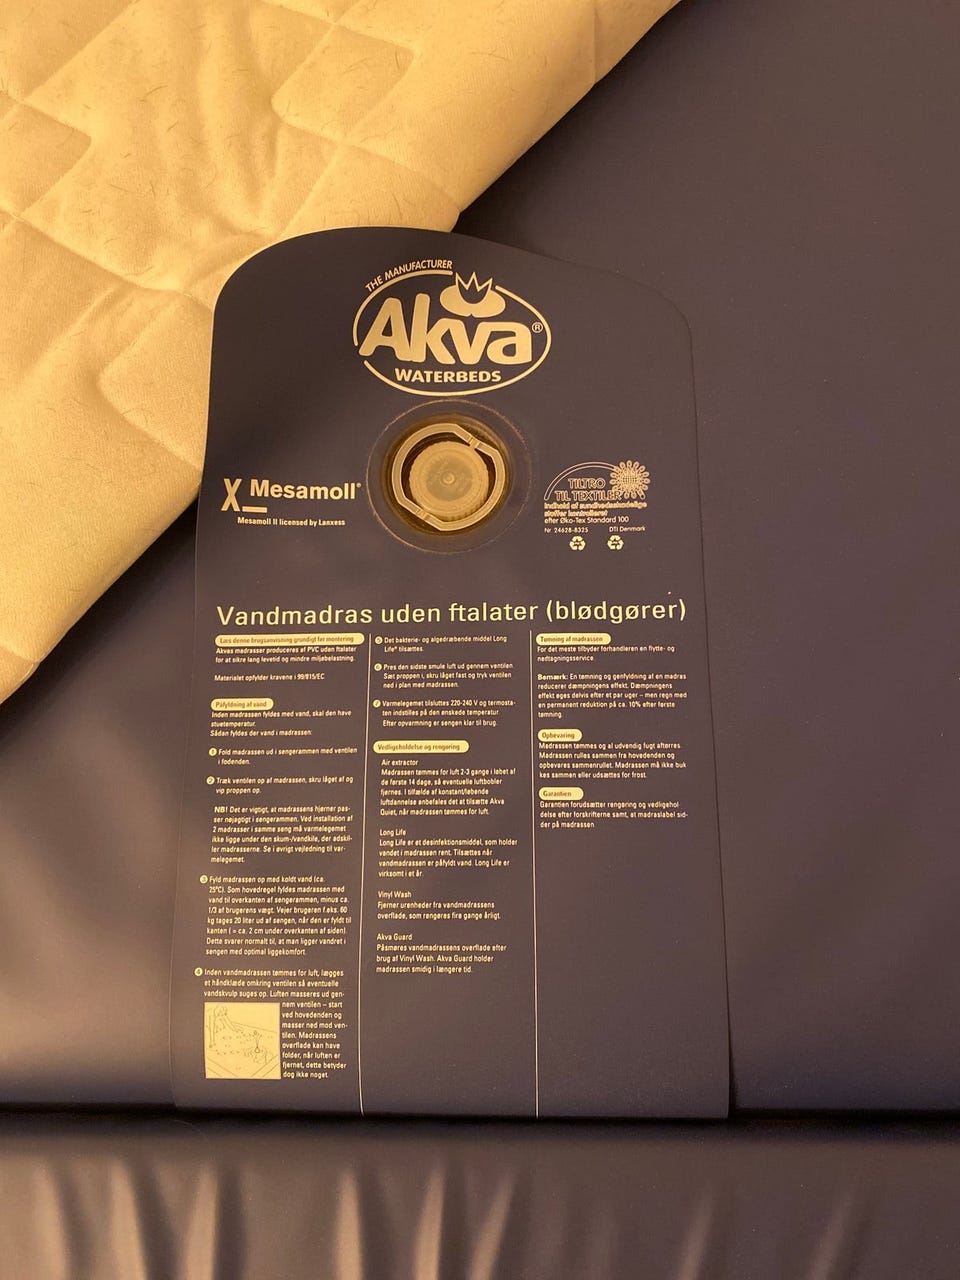 THE MANUFACTURER
Akva®
WATERBEDS
X Mesamoll®
Mesamoll II licensed by Lanxess
TILTRO
TIL TEXTILER
Indhold af sundhedsskadelige
stoffer kontrolleret
efter Øko-Tex Standard 100
Nr. 24628-8325 DTI Denmark
Vandmadras uden ftalater (blødgører)
Læs denne brugsanvisning grundigt før montering
Akvas madrasser produceres af PVC uden ftalater
for at sikre lang levetid og mindre miljøbelastning.
Materialet opfylder kravene i 99/815/EC
Påfyldning af vand
Inden madrassen fyldes med vand, skal den have
stuetemperatur.
Sådan fyldes der vand i madrassen:
1 Fold madrassen ud i sengerammen med ventilen
i fodenden.
2 Træk ventilen op af madrassen, skru låget af og
vip proppen op.
NB! Det er vigtigt, at madrassens hjørner pas-
ser nøjagtigt i sengerammen. Ved installation af
2 madrasser i samme seng må varmelegemet
ikke ligge under den skum-/vandkile, der adskil-
ler madrasserne. Se i øvrigt vejledning til var-
melegemet.
3 Fyld madrassen op med koldt vand (ca.
25°C). Som hovedregel fyldes madrassen med
vand til overkanten af sengerammen, minus ca.
1/3 af brugerens vægt. Vejer brugeren f.eks. 60
kg tages 20 liter ud af sengen, når den er fyldt til
kanten ( = ca. 2 cm under overkanten af siden).
Dette svarer normalt til, at man ligger vandret i
sengen med optimal liggekomfort.
4 Inden vandmadrassen tømmes for luft, lægges
et håndklæde omkring ventilen så eventuelle
vandskvulp suges op. Luften masseres ud gen-
nem ventilen – start
ved hovedenden og
masser ned mod ven-
tilen. Madrassens
overflade kan have
folder, når luften er
fjernet, dette betyder
dog ikke noget.
5 Det bakterie- og algedræbende middel Long
Life® tilsættes.
6 Pres den sidste smule luft ud gennem ventilen.
Sæt proppen i, skru låget fast og tryk ventilen
ned i plan med madrassen.
7 Varmelegemet tilsluttes 220-240 V og termosta-
ten indstilles på den ønskede temperatur.
Efter opvarmning er sengen klar til brug.
Vedligeholdelse og rengøring
Air extractor
Madrassen tømmes for luft 2-3 gange i løbet af
de første 14 dage, så eventuelle luftbobler
fjernes. I tilfælde af konstant/løbende
luftdannelse anbefales det at tilsætte Akva
Quiet, når madrassen tømmes for luft.
Long Life
Long Life er et desinfektionsmiddel, som holder
vandet i madrassen rent. Tilsættes når
vandmadrassen er påfyldt vand. Long Life er
virksomt i et år.
Vinyl Wash
Fjerner urenheder fra vandmadrassens
overflade, som rengøres fire gange årligt.
Akva Guard
Påsmøres vandmadrassens overflade efter
brug af Vinyl Wash. Akva Guard holder
madrassen smidig i længere tid.
Tømning af madrassen
For det meste tilbyder forhandleren en flytte- og
nedtagningsservice.
Bemærk: En tømning og genfyldning af en madras
reducerer dæmpningens effekt. Dæmpningens
effekt øges delvis efter et par uger – men regn med
en permanent reduktion på ca. 10% efter første
tømning.
Opbevaring
Madrassen tømmes og al udvendig fugt aftørres.
Madrassen rulles sammen fra hovedenden og
opbevares sammenrullet. Madrassen må ikke buk-
kes sammen eller udsættes for frost.
Garantien
Garantien forudsætter rengøring og vedligehol-
delse efter forskrifterne samt, at madraslabel sid-
der på madrassen.